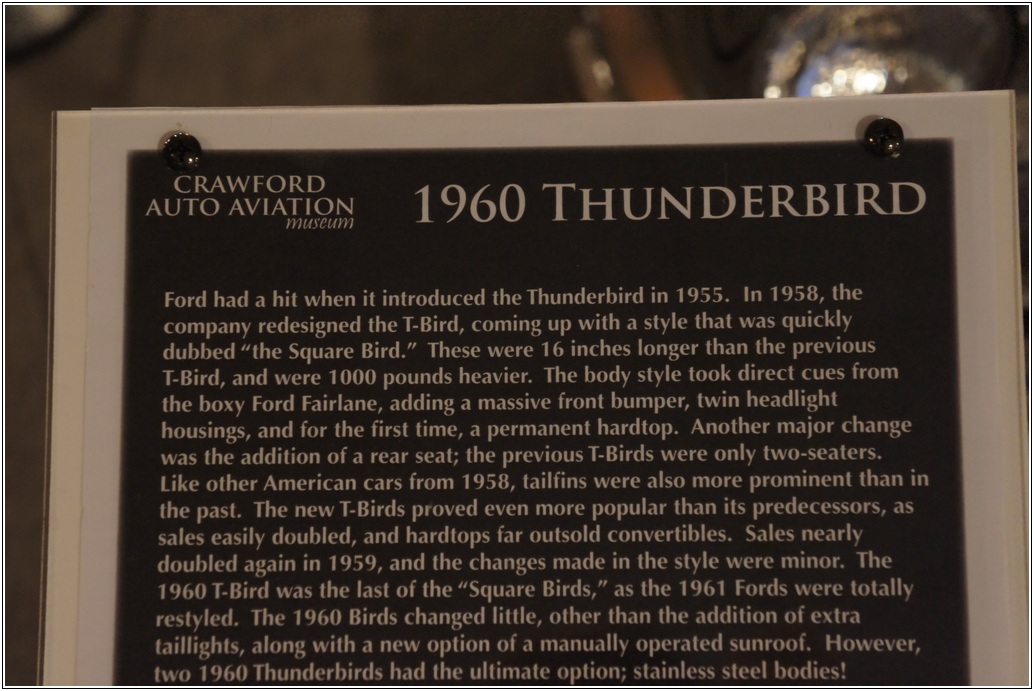 CRAWFORD
AUTO AVIATION
museum
1960 THUNDERBIRD
Ford had a hit when it introduced the Thunderbird in 1955.  In 1958, the
company redesigned the T-Bird, coming up with a style that was quickly
dubbed “the Square Bird.”  These were 16 inches longer than the previous
T-Bird, and were 1000 pounds heavier.  The body style took direct cues from
the boxy Ford Fairlane, adding a massive front bumper, twin headlight
housings, and for the first time, a permanent hardtop.  Another major change
was the addition of a rear seat; the previous T-Birds were only two-seaters.
Like other American cars from 1958, tailfins were also more prominent than in
the past.  The new T-Birds proved even more popular than its predecessors, as
sales easily doubled, and hardtops far outsold convertibles.  Sales nearly
doubled again in 1959, and the changes made in the style were minor.  The
1960 T-Bird was the last of the “Square Birds,” as the 1961 Fords were totally
restyled.  The 1960 Birds changed little, other than the addition of extra
taillights, along with a new option of a manually operated sunroof.  However,
two 1960 Thunderbirds had the ultimate option; stainless steel bodies!